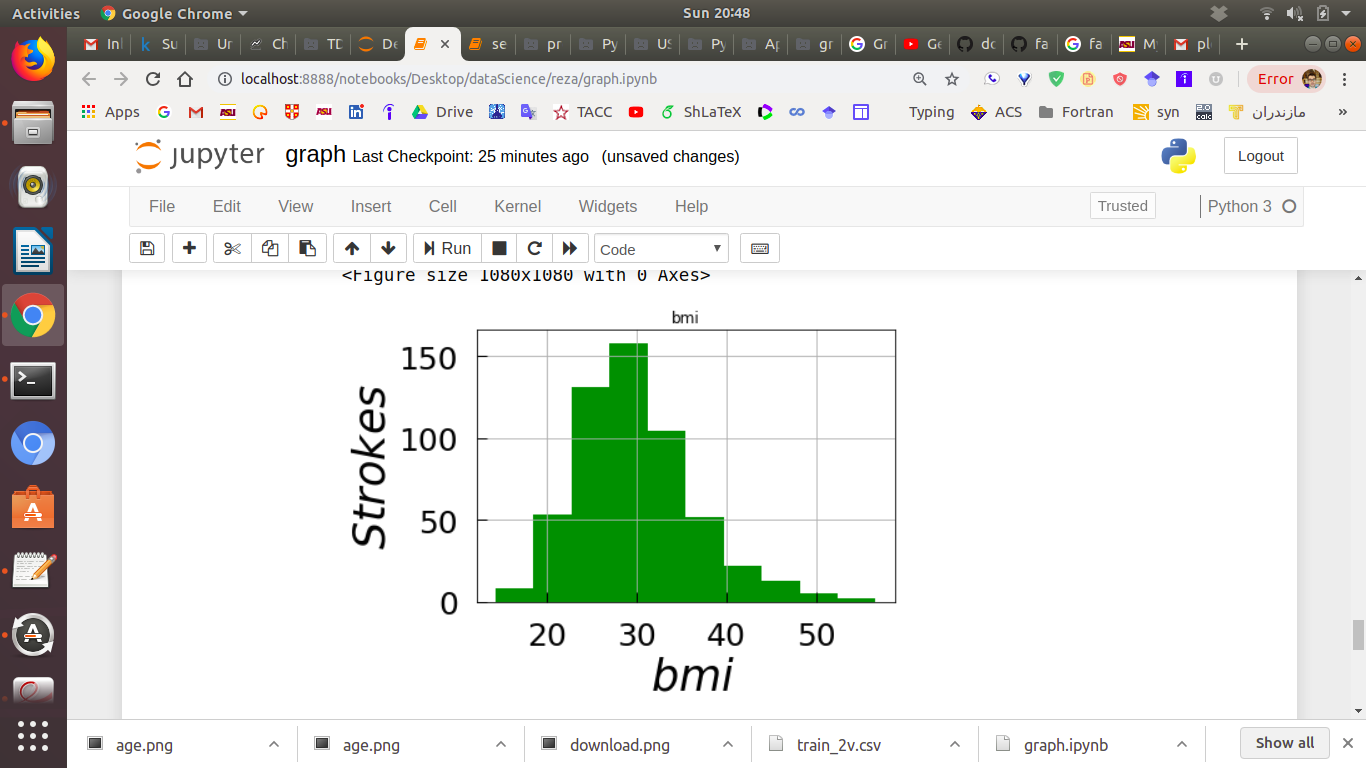 Activities Google Chrome Sun 20:48
In Su Ur Ch TD De se pr Py US Py Ap gr Gr Ge dc fa fa My pl
localhost:8888/notebooks/Desktop/dataScience/reza/graph.ipynb Error
Apps Drive TACC ShLaTeX Typing ACS Fortran syn مازندران »
jupyter graph Last Checkpoint: 25 minutes ago (unsaved changes) Logout
File Edit View Insert Cell Kernel Widgets Help Trusted Python 3
Run Code
<Figure size 1080x1080 with 0 Axes>
bmi
150
100
50
0
Strokes
20 30 40 50
bmi
age.png age.png download.png train_2v.csv graph.ipynb Show all